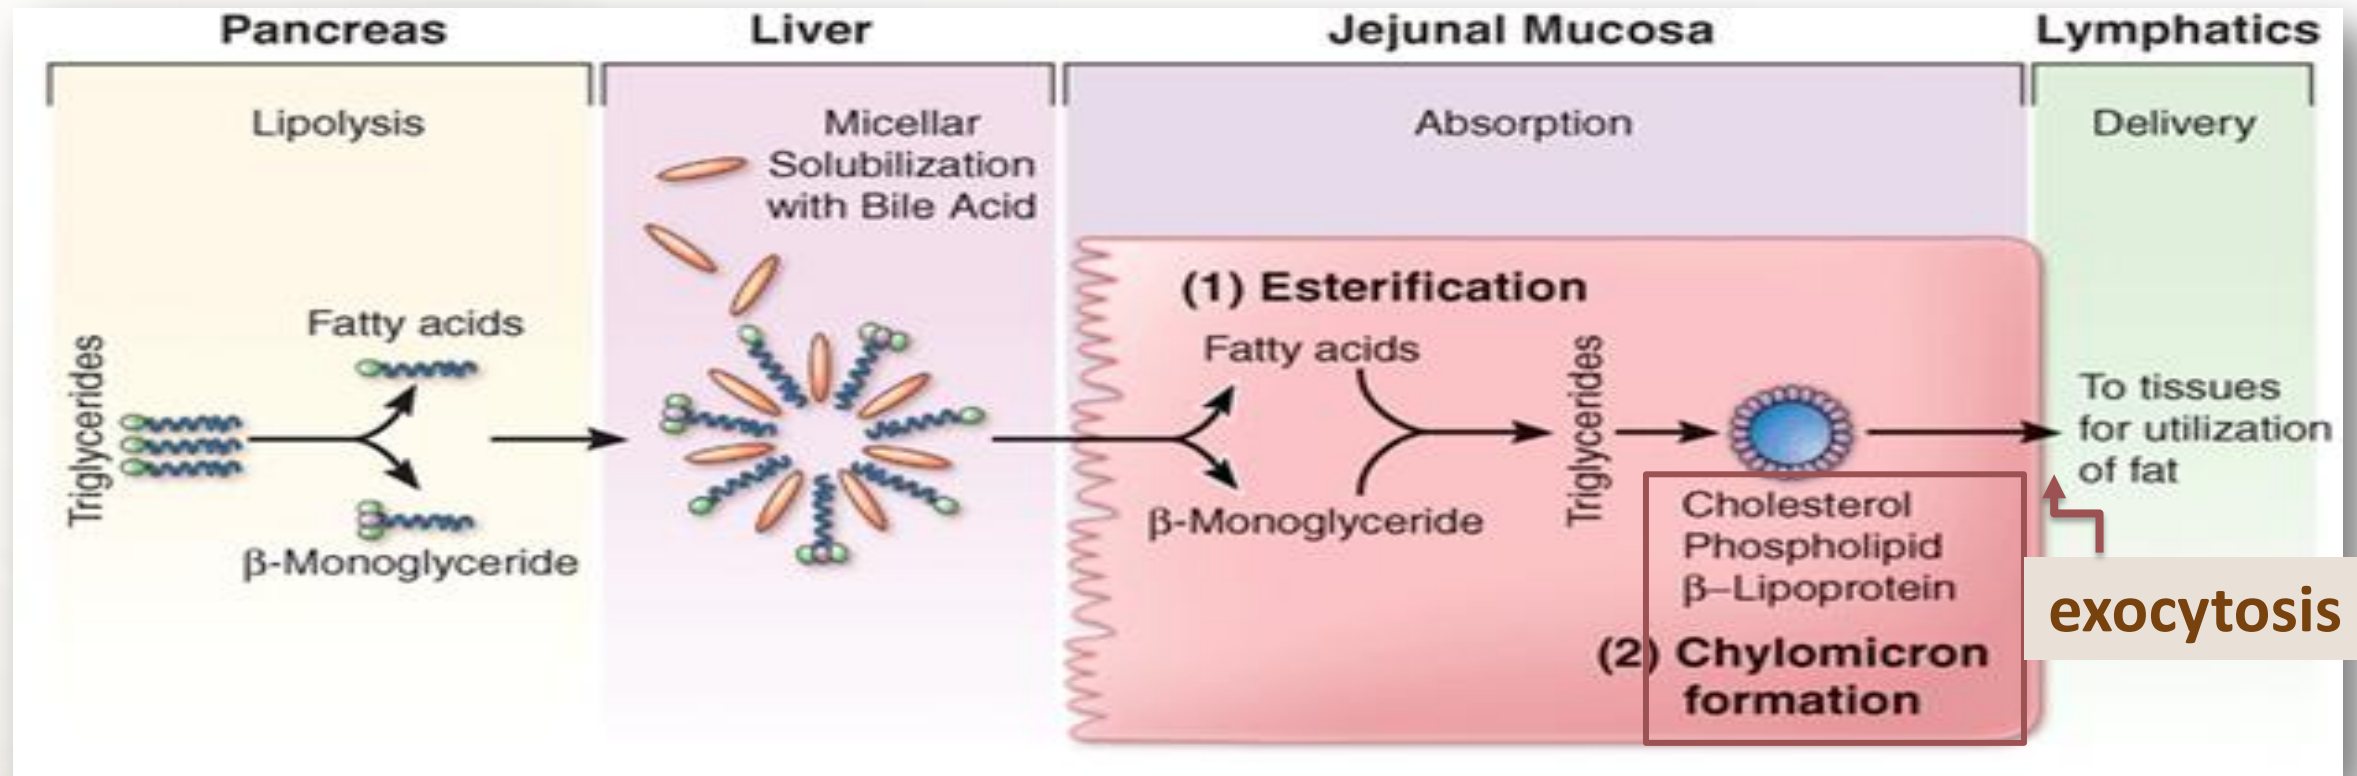 Pancreas
Liver
Jejunal Mucosa
Lymphatics
Lipolysis
Micellar
Solubilization
with Bile Acid
Absorption
Delivery
Triglycerides
Fatty acids
β-Monoglyceride
(1) Esterification
Fatty acids
β-Monoglyceride
Triglycerides
Cholesterol
Phospholipid
β–Lipoprotein
(2) Chylomicron
formation
To tissues
for utilization
of fat
exocytosis